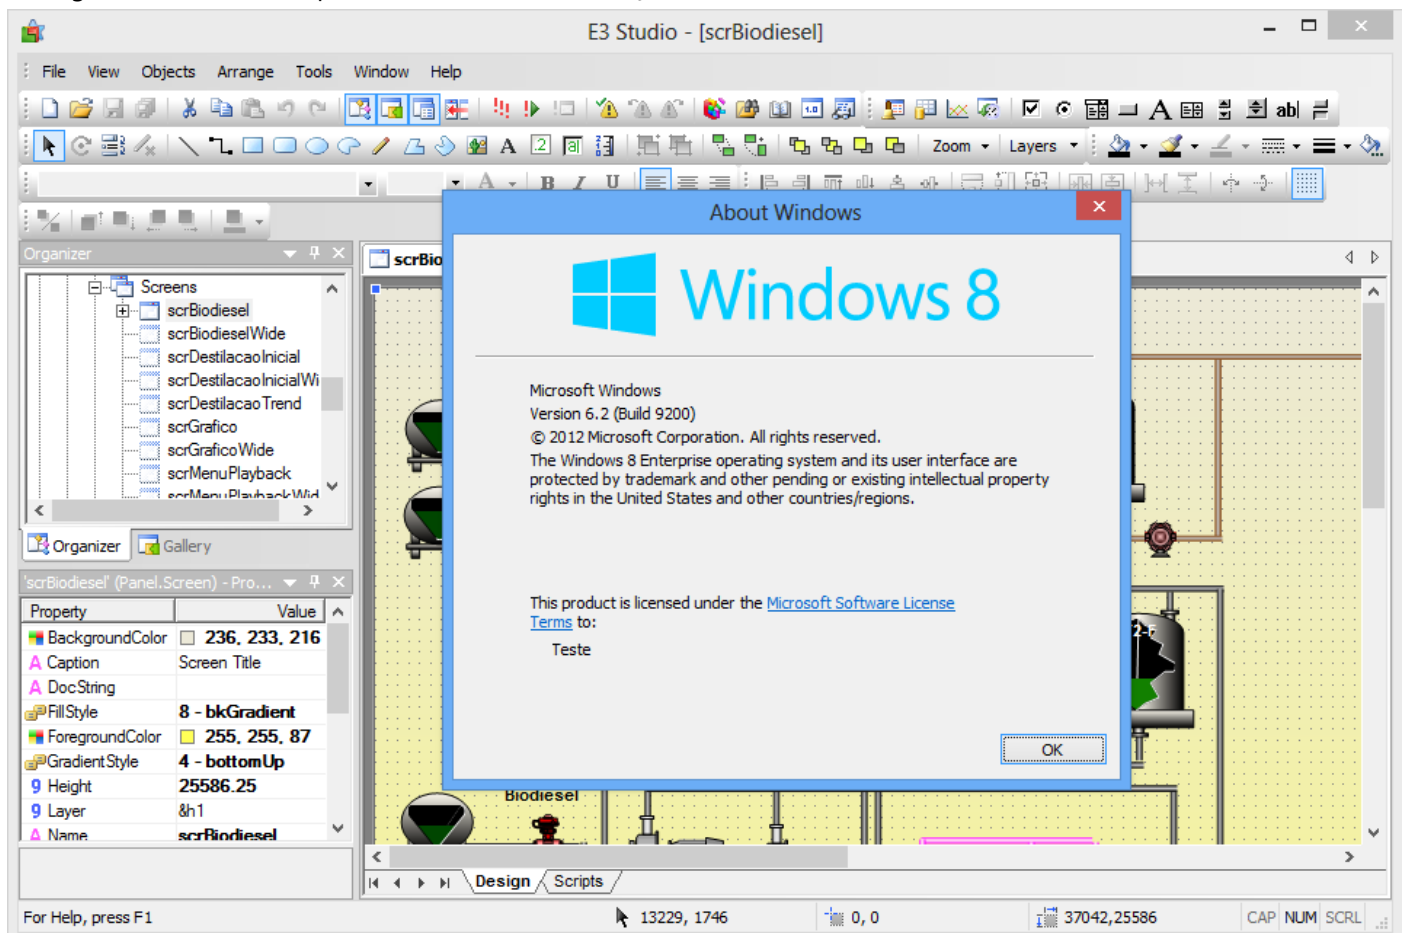 E3 Studio - [scrBiodiesel]
File View Objects Arrange Tools Window Help
Zoom Layers
B I U
Organizer
Screens
scrBiodiesel
scrBiodieselWide
scrDestilacaoInicial
scrDestilacaoInicialWi
scrDestilacaoTrend
scrGrafico
scrGraficoWide
scrMenuPlayback
scrMenuPlaybackWid
Organizer Gallery
'scrBiodiesel' (Panel.Screen) - Pro...
Property Value
BackgroundColor 236, 233, 216
Caption Screen Title
DocString
FillStyle 8 - bkGradient
ForegroundColor 255, 255, 87
GradientStyle 4 - bottomUp
Height 25586.25
Layer &h1
Name scrBiodiesel
scrBio
About Windows
Windows 8
Microsoft Windows
Version 6.2 (Build 9200)
© 2012 Microsoft Corporation. All rights reserved.
The Windows 8 Enterprise operating system and its user interface are
protected by trademark and other pending or existing intellectual property
rights in the United States and other countries/regions.
This product is licensed under the Microsoft Software License
Terms to:
Teste
OK
2-F
Biodiesel
Design Scripts
For Help, press F1 13229, 1746 0, 0 37042,25586 CAP NUM SCRL